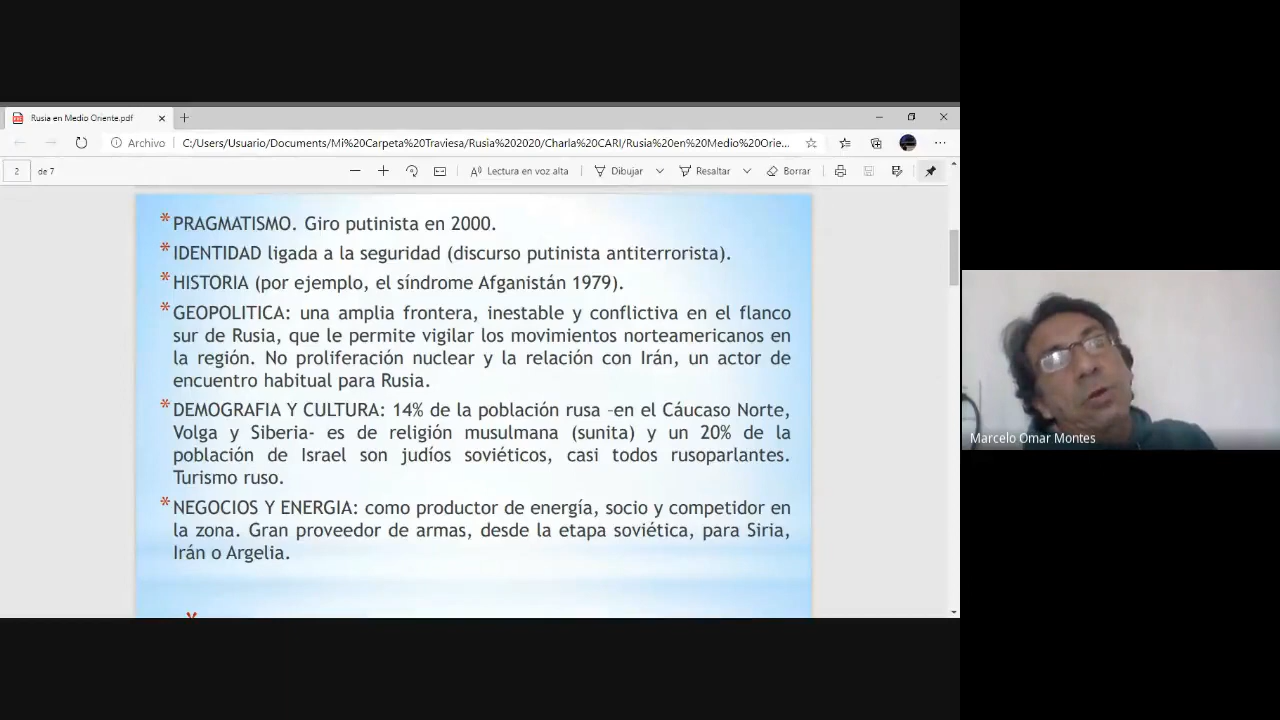 Rusia en Medio Oriente.pdf
Archivo
C:/Users/Usuario/Documents/Mi%20Carpeta%20Traviesa/Rusia%202020/Charla%20CARI/Rusia%20en%20Medio%20Orie...
2 de 7
Lectura en voz alta
Dibujar
Resaltar
Borrar
* PRAGMATISMO. Giro putinista en 2000.
* IDENTIDAD ligada a la seguridad (discurso putinista antiterrorista).
* HISTORIA (por ejemplo, el síndrome Afganistán 1979).
* GEOPOLITICA: una amplia frontera, inestable y conflictiva en el flanco
sur de Rusia, que le permite vigilar los movimientos norteamericanos en
la región. No proliferación nuclear y la relación con Irán, un actor de
encuentro habitual para Rusia.
* DEMOGRAFIA Y CULTURA: 14% de la población rusa –en el Cáucaso Norte,
Volga y Siberia- es de religión musulmana (sunita) y un 20% de la
población de Israel son judíos soviéticos, casi todos rusoparlantes.
Turismo ruso.
* NEGOCIOS Y ENERGIA: como productor de energía, socio y competidor en
la zona. Gran proveedor de armas, desde la etapa soviética, para Siria,
Irán o Argelia.
Marcelo Omar Montes